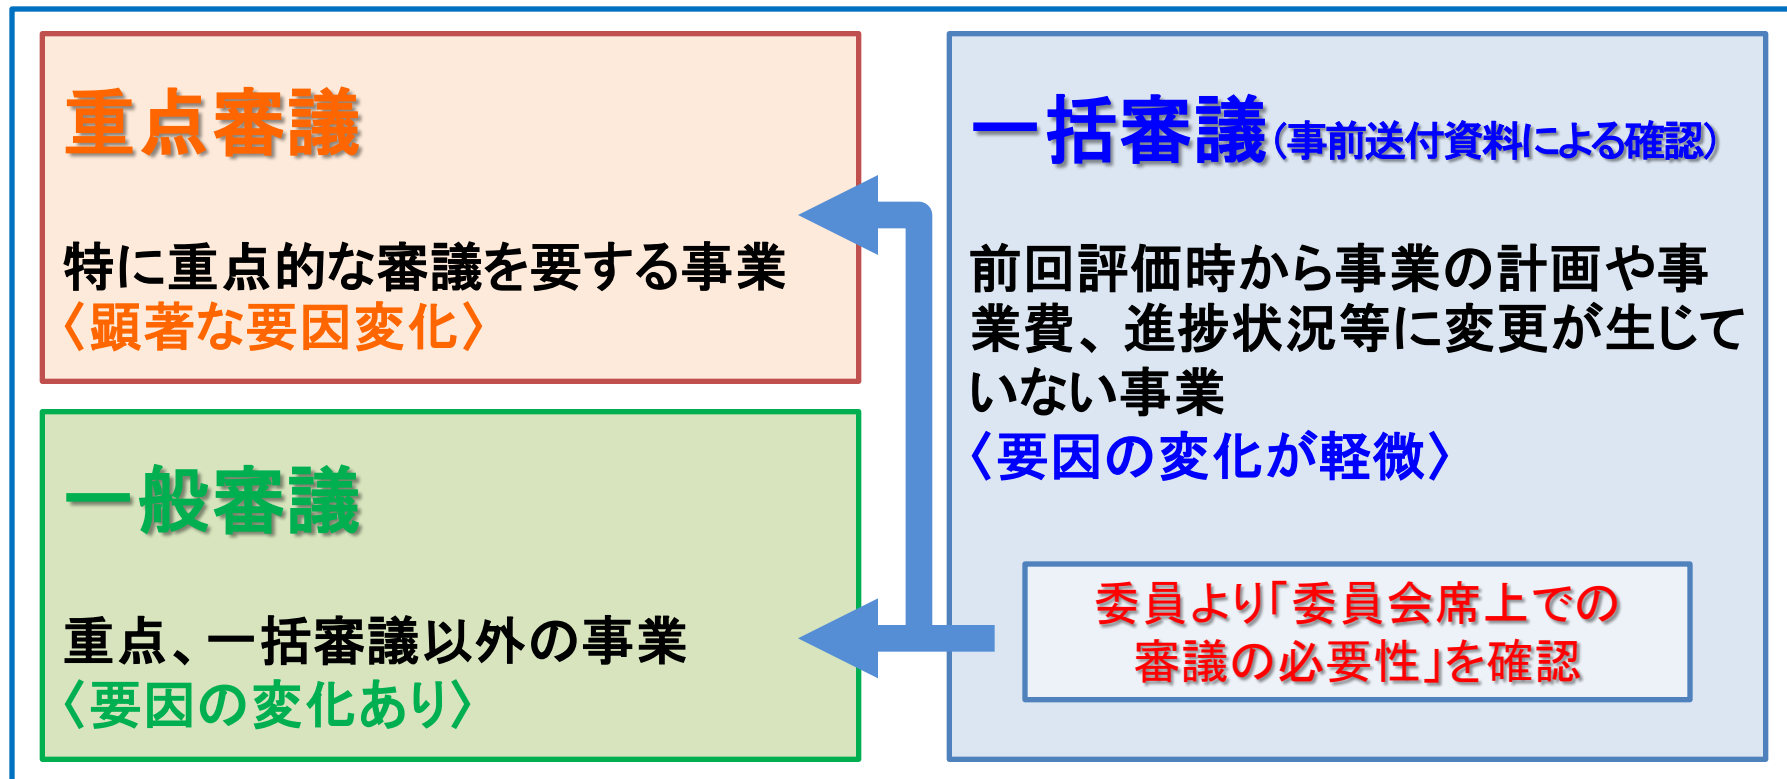 重点審議
特に重点的な審議を要する事業
〈顕著な要因変化〉
一般審議
重点、一括審議以外の事業
〈要因の変化あり〉
一括審議(事前送付資料による確認)
前回評価時から事業の計画や事
業費、進捗状況等に変更が生じて
いない事業
〈要因の変化が軽微〉
委員より「委員会席上での
審議の必要性」を確認